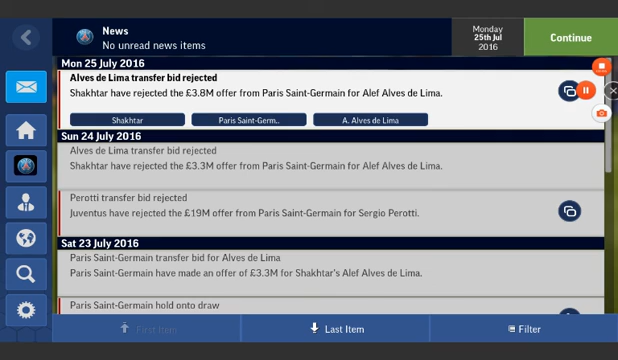 News
No unread news items
Monday
25th Jul
2016
Continue
Mon 25 July 2016
Alves de Lima transfer bid rejected
Shakhtar have rejected the £3.8M offer from Paris Saint-Germain for Alef Alves de Lima.
Shakhtar
Paris Saint-Germ..
A. Alves de Lima
Sun 24 July 2016
Alves de Lima transfer bid rejected
Shakhtar have rejected the £3.3M offer from Paris Saint-Germain for Alef Alves de Lima.
Perotti transfer bid rejected
Juventus have rejected the £19M offer from Paris Saint-Germain for Sergio Perotti.
Sat 23 July 2016
Paris Saint-Germain transfer bid for Alves de Lima
Paris Saint-Germain have made an offer of £3.3M for Shakhtar's Alef Alves de Lima.
Paris Saint-Germain hold onto draw
First Item
Last Item
Filter